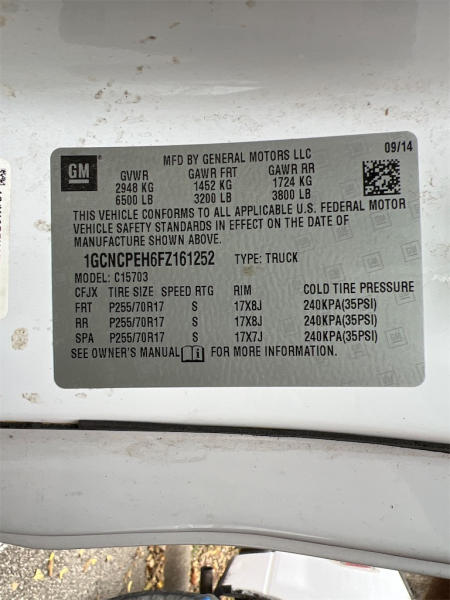 GM
MFD BY GENERAL MOTORS LLC
09/14
GVWR GAWR FRT GAWR RR
2948 KG 1452 KG 1724 KG
6500 LB 3200 LB 3800 LB
THIS VEHICLE CONFORMS TO ALL APPLICABLE U.S. FEDERAL MOTOR
VEHICLE SAFETY STANDARDS IN EFFECT ON THE DATE OF
MANUFACTURE SHOWN ABOVE.
1GCNCPEH6FZ161252 TYPE: TRUCK
MODEL: C15703
CFJX TIRE SIZE SPEED RTG RIM COLD TIRE PRESSURE
FRT P255/70R17 S 17X8J 240KPA(35PSI)
RR P255/70R17 S 17X8J 240KPA(35PSI)
SPA P255/70R17 S 17X7J 240KPA(35PSI)
SEE OWNER'S MANUAL FOR MORE INFORMATION.